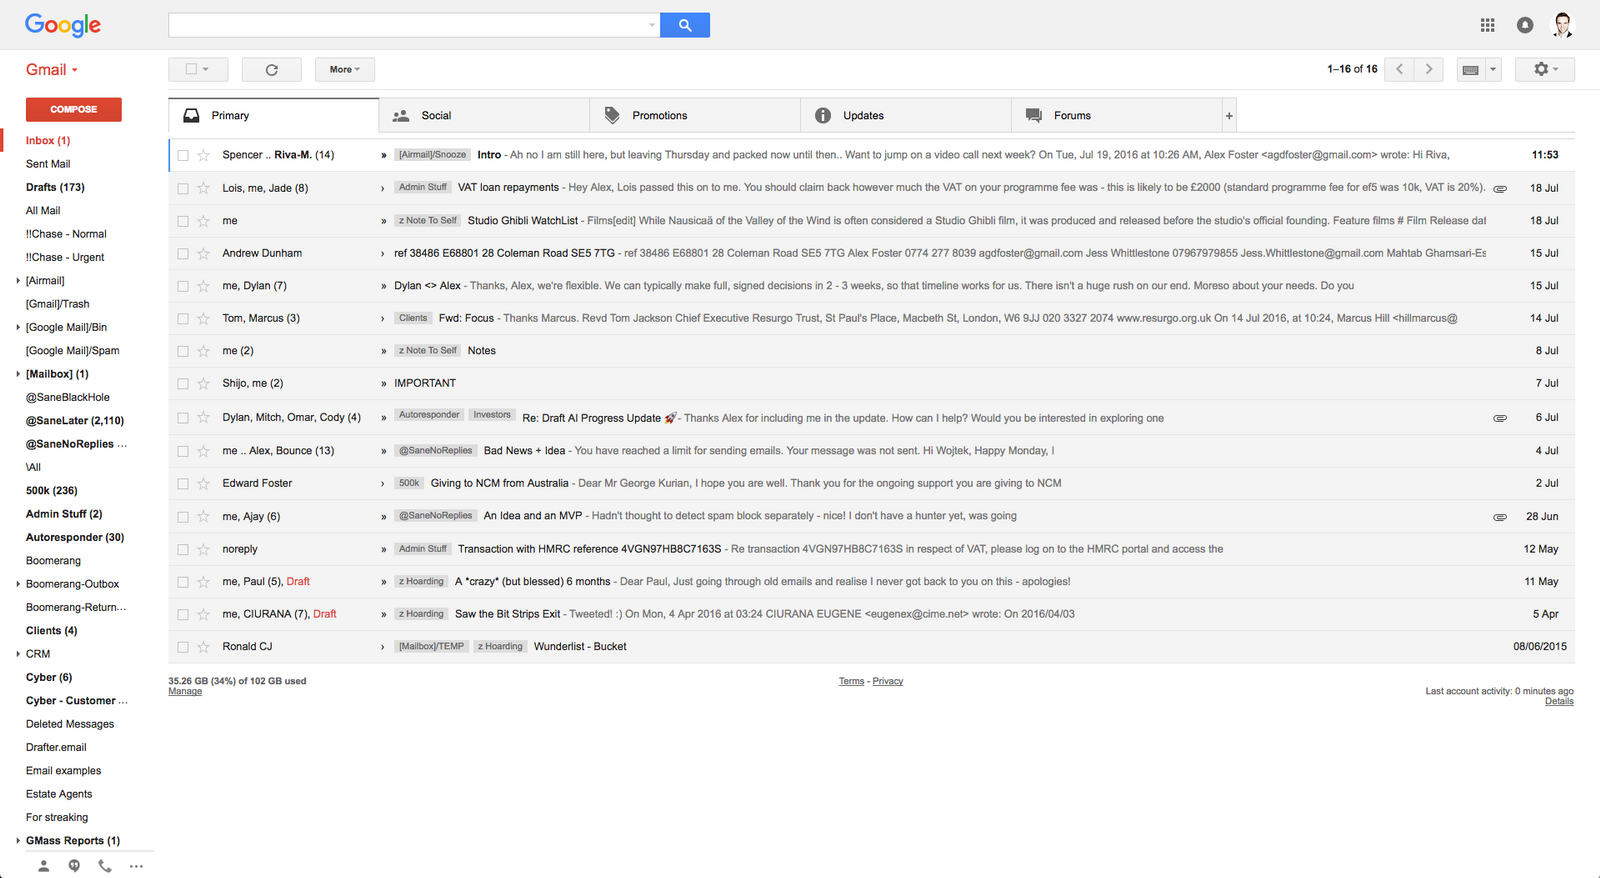 Google
Gmail
More
1–16 of 16
COMPOSE
Inbox (1)
Sent Mail
Drafts (173)
All Mail
!!Chase - Normal
!!Chase - Urgent
[Airmail]
[Gmail]/Trash
[Google Mail]/Bin
[Google Mail]/Spam
[Mailbox] (1)
@SaneBlackHole
@SaneLater (2,110)
@SaneNoReplies ...
\All
500k (236)
Admin Stuff (2)
Autoresponder (30)
Boomerang
Boomerang-Outbox
Boomerang-Return...
Clients (4)
CRM
Cyber (6)
Cyber - Customer ...
Deleted Messages
Drafter.email
Email examples
Estate Agents
For streaking
GMass Reports (1)
Primary Social Promotions Updates Forums +
Spencer .. Riva-M. (14) » [Airmail]/Snooze Intro - Ah no I am still here, but leaving Thursday and packed now until then.. Want to jump on a video call next week? On Tue, Jul 19, 2016 at 10:26 AM, Alex Foster <agdfoster@gmail.com> wrote: Hi Riva, 11:53
Lois, me, Jade (8) › Admin Stuff VAT loan repayments - Hey Alex, Lois passed this on to me. You should claim back however much the VAT on your programme fee was - this is likely to be £2000 (standard programme fee for ef5 was 10k, VAT is 20%). 18 Jul
me » z Note To Self Studio Ghibli WatchList - Films[edit] While Nausicaä of the Valley of the Wind is often considered a Studio Ghibli film, it was produced and released before the studio's official founding. Feature films # Film Release dat 18 Jul
Andrew Dunham › ref 38486 E68801 28 Coleman Road SE5 7TG - ref 38486 E68801 28 Coleman Road SE5 7TG Alex Foster 0774 277 8039 agdfoster@gmail.com Jess Whittlestone 07967979855 Jess.Whittlestone@gmail.com Mahtab Ghamsari-Es 15 Jul
me, Dylan (7) » Dylan <> Alex - Thanks, Alex, we're flexible. We can typically make full, signed decisions in 2 - 3 weeks, so that timeline works for us. There isn't a huge rush on our end. Moreso about your needs. Do you 15 Jul
Tom, Marcus (3) › Clients Fwd: Focus - Thanks Marcus. Revd Tom Jackson Chief Executive Resurgo Trust, St Paul's Place, Macbeth St, London, W6 9JJ 020 3327 2074 www.resurgo.org.uk On 14 Jul 2016, at 10:24, Marcus Hill <hillmarcus@ 14 Jul
me (2) » z Note To Self Notes 8 Jul
Shijo, me (2) » IMPORTANT 7 Jul
Dylan, Mitch, Omar, Cody (4) » Autoresponder Investors Re: Draft AI Progress Update 🚀 - Thanks Alex for including me in the update. How can I help? Would you be interested in exploring one 6 Jul
me .. Alex, Bounce (13) » @SaneNoReplies Bad News + Idea - You have reached a limit for sending emails. Your message was not sent. Hi Wojtek, Happy Monday, I 4 Jul
Edward Foster › 500k Giving to NCM from Australia - Dear Mr George Kurian, I hope you are well. Thank you for the ongoing support you are giving to NCM 2 Jul
me, Ajay (6) » @SaneNoReplies An Idea and an MVP - Hadn't thought to detect spam block separately - nice! I don't have a hunter yet, was going 28 Jun
noreply » Admin Stuff Transaction with HMRC reference 4VGN97HB8C7163S - Re transaction 4VGN97HB8C7163S in respect of VAT, please log on to the HMRC portal and access the 12 May
me, Paul (5), Draft » z Hoarding A *crazy* (but blessed) 6 months - Dear Paul, Just going through old emails and realise I never got back to you on this - apologies! 11 May
me, CIURANA (7), Draft » z Hoarding Saw the Bit Strips Exit - Tweeted! :) On Mon, 4 Apr 2016 at 03:24 CIURANA EUGENE <eugenex@cime.net> wrote: On 2016/04/03 5 Apr
Ronald CJ › [Mailbox]/TEMP z Hoarding Wunderlist - Bucket 08/06/2015
35.26 GB (34%) of 102 GB used
Manage
Terms - Privacy
Last account activity: 0 minutes ago
Details